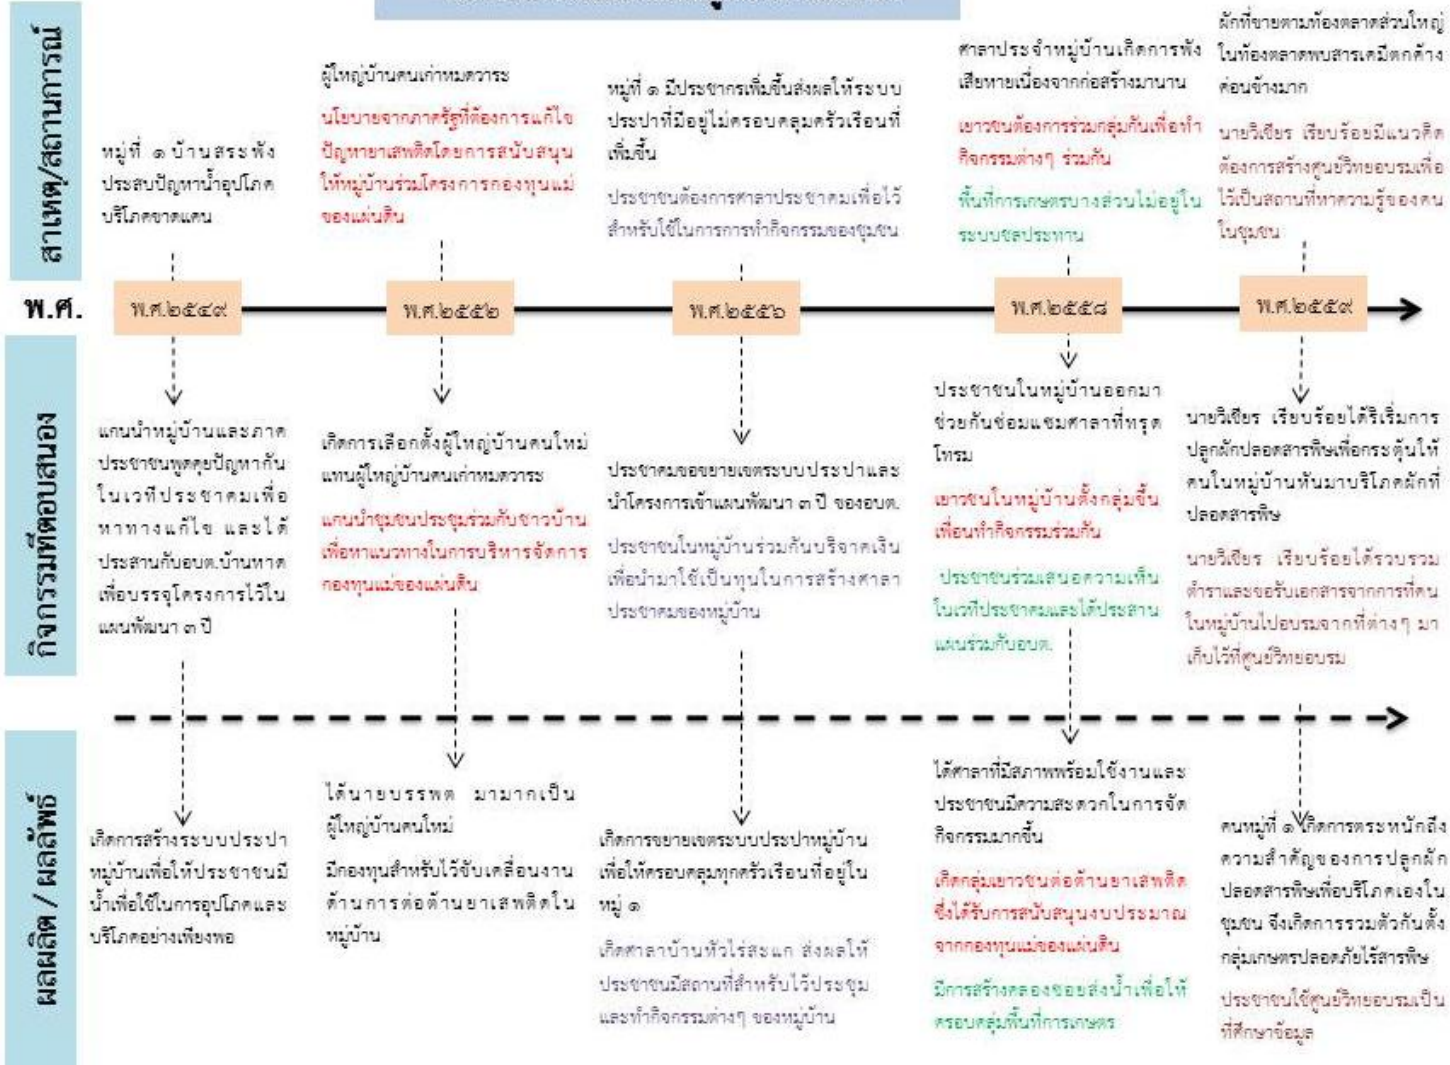 สาเหตุ/สถานการณ์
หมู่ที่ ๑ บ้านสระพัง
ประสบปัญหาน้ำอุปโภค
บริโภคขาดแคน
ผู้ใหญ่บ้านคนเก่าหมดวาระ
นโยบายจากภาครัฐที่ต้องการแก้ไข
ปัญหายาเสพติดโดยการสนับสนุน
ให้หมู่บ้านร่วมโครงการกองทุนแม่
ของแผ่นดิน
หมู่ที่ ๑ มีประชากรเพิ่มขึ้นส่งผลให้ระบบ
ประปาที่มีอยู่ไม่ครอบคลุมครัวเรือนที่
เพิ่มขึ้น
ประชาชนต้องการศาลาประชาคมเพื่อไว้
สำหรับใช้ในการการทำกิจกรรมของชุมชน
ศาลาประจำหมู่บ้านเกิดการพัง
เสียหายเนื่องจากก่อสร้างมานาน
เยาวชนต้องการร่วมกลุ่มกันเพื่อทำ
กิจกรรมต่างๆ ร่วมกัน
พื้นที่การเกษตรบางส่วนไม่อยู่ใน
ระบบชลประทาน
ผักที่ขายตามท้องตลาดส่วนใหญ่
ในท้องตลาดพบสารเคมีตกค้าง
ค่อนข้างมาก
นายวิเชียร เรียบร้อยมีแนวคิด
ต้องการสร้างศูนย์วิทยอบรมเพื่อ
ไว้เป็นสถานที่หาความรู้ของคน
ในชุมชน
พ.ศ.
พ.ศ.๒๕๔๙
พ.ศ.๒๕๕๒
พ.ศ.๒๕๕๖
พ.ศ.๒๕๕๘
พ.ศ.๒๕๕๙
กิจกรรมที่ตอบสนอง
แกนนำหมู่บ้านและภาค
ประชาชนพูดคุยปัญหากัน
ในเวทีประชาคมเพื่อ
หาทางแก้ไข และได้
ประสานกับอบต.บ้านหาด
เพื่อบรรจุโครงการไว้ใน
แผนพัฒนา ๓ ปี
เกิดการเลือกตั้งผู้ใหญ่บ้านคนใหม่
แทนผู้ใหญ่บ้านคนเก่าหมดวาระ
แกนนำชุมชนประชุมร่วมกับชาวบ้าน
เพื่อหาแนวทางในการบริหารจัดการ
กองทุนแม่ของแผ่นดิน
ประชาคมขอขยายเขตระบบประปาและ
นำโครงการเข้าแผนพัฒนา ๓ ปี ของอบต.
ประชาชนในหมู่บ้านร่วมกันบริจาคเงิน
เพื่อนำมาใช้เป็นทุนในการสร้างศาลา
ประชาคมของหมู่บ้าน
ประชาชนในหมู่บ้านออกมา
ช่วยกันซ่อมแซมศาลาที่ทรุด
โทรม
เยาวชนในหมู่บ้านตั้งกลุ่มขึ้น
เพื่อนทำกิจกรรมร่วมกัน
ประชาชนร่วมเสนอความเห็น
ในเวทีประชาคมและได้ประสาน
แผนร่วมกับอบต.
นายวิเชียร เรียบร้อยได้ริเริ่มการ
ปลูกผักปลอดสารพิษเพื่อกระตุ้นให้
คนในหมู่บ้านหันมาบริโภคผักที่
ปลอดสารพิษ
นายวิเชียร เรียบร้อยได้รวบรวม
ตำราและขอรับเอกสารจากการที่คน
ในหมู่บ้านไปอบรมจากที่ต่างๆ มา
เก็บไว้ที่ศูนย์วิทยอบรม
ผลผลิต / ผลลัพธ์
เกิดการสร้างระบบประปา
หมู่บ้านเพื่อให้ประชาชนมี
น้ำเพื่อใช้ในการอุปโภคและ
บริโภคอย่างเพียงพอ
ได้นายบรรพต มามากเป็น
ผู้ใหญ่บ้านคนใหม่
มีกองทุนสำหรับไว้ขับเคลื่อนงาน
ด้านการต่อต้านยาเสพติดใน
หมู่บ้าน
เกิดการขยายเขตระบบประปาหมู่บ้าน
เพื่อให้ครอบคลุมทุกครัวเรือนที่อยู่ใน
หมู่ ๑
เกิดศาลาบ้านหัวไร่สะแก ส่งผลให้
ประชาชนมีสถานที่สำหรับไว้ประชุม
และทำกิจกรรมต่างๆ ของหมู่บ้าน
ได้ศาลาที่มีสภาพพร้อมใช้งานและ
ประชาชนมีความสะดวกในการจัด
กิจกรรมมากขึ้น
เกิดกลุ่มเยาวชนต่อต้านยาเสพติด
ซึ่งได้รับการสนับสนุนงบประมาณ
จากกองทุนแม่ของแผ่นดิน
มีการสร้างคลองซอยส่งน้ำเพื่อให้
ครอบคลุ่มพื้นที่การเกษตร
คนหมู่ที่ ๑ เกิดการตระหนักถึง
ความสำคัญของการปลูกผัก
ปลอดสารพิษเพื่อบริโภคเองใน
ชุมชน จึงเกิดการรวมตัวกันตั้ง
กลุ่มเกษตรปลอดภัยไร้สารพิษ
ประชาชนใช้ศูนย์วิทยอบรมเป็น
ที่ศึกษาข้อมูล